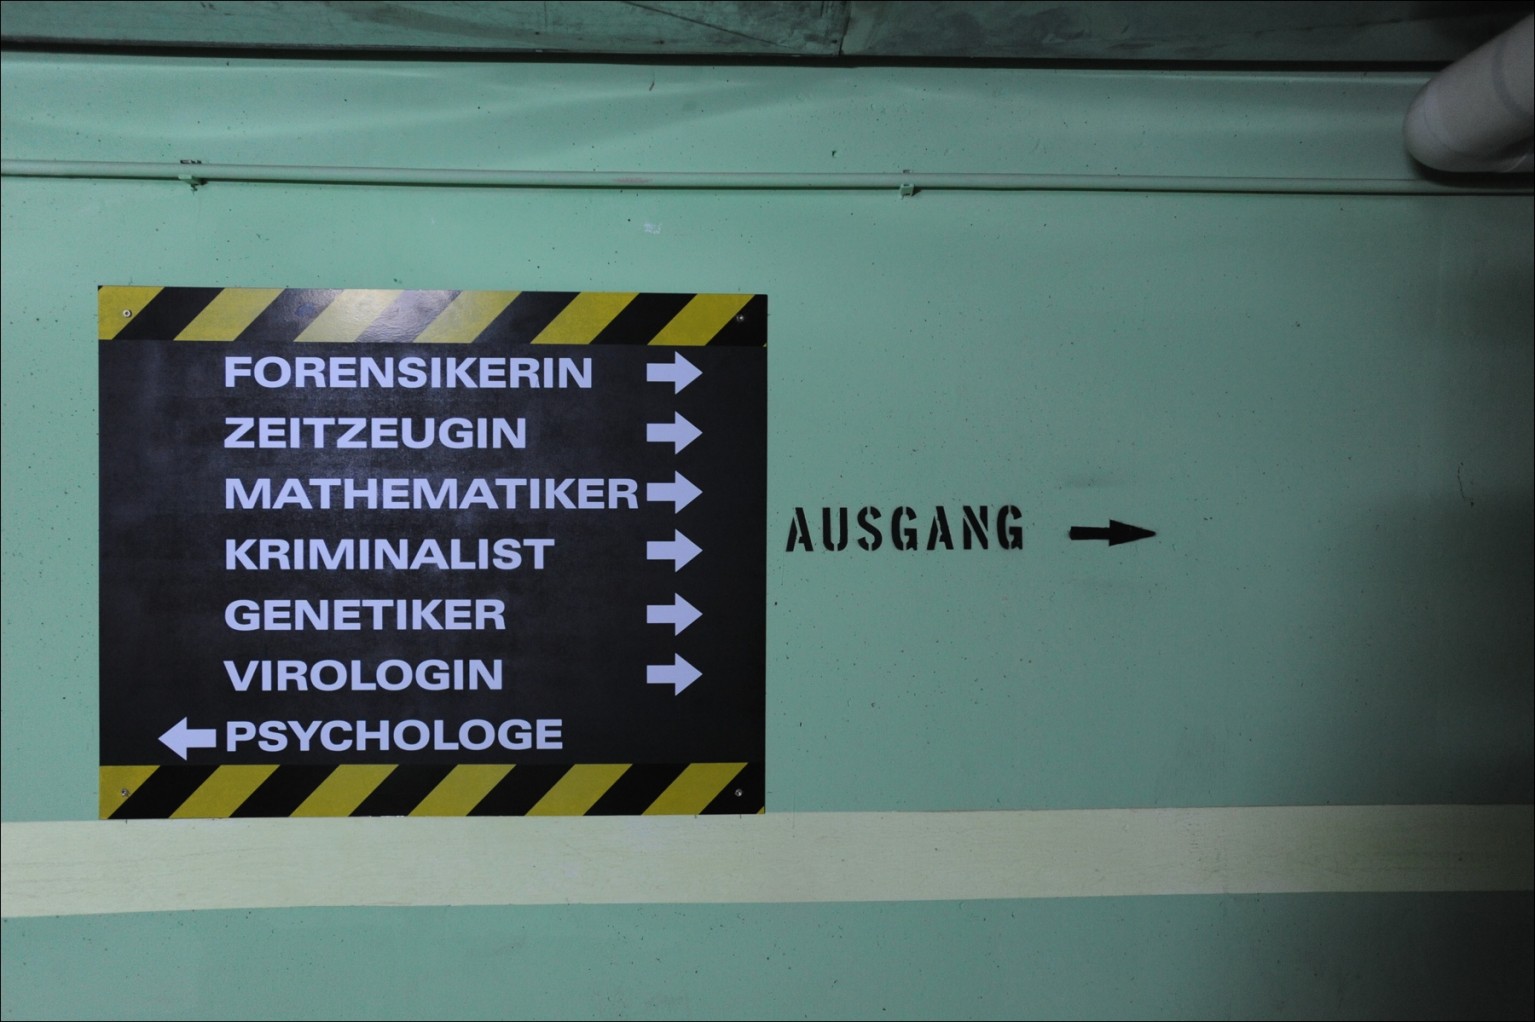 FORENSIKERIN
ZEITZEUGIN
MATHEMATIKER
KRIMINALIST
GENETIKER
VIROLOGIN
PSYCHOLOGE
AUSGANG